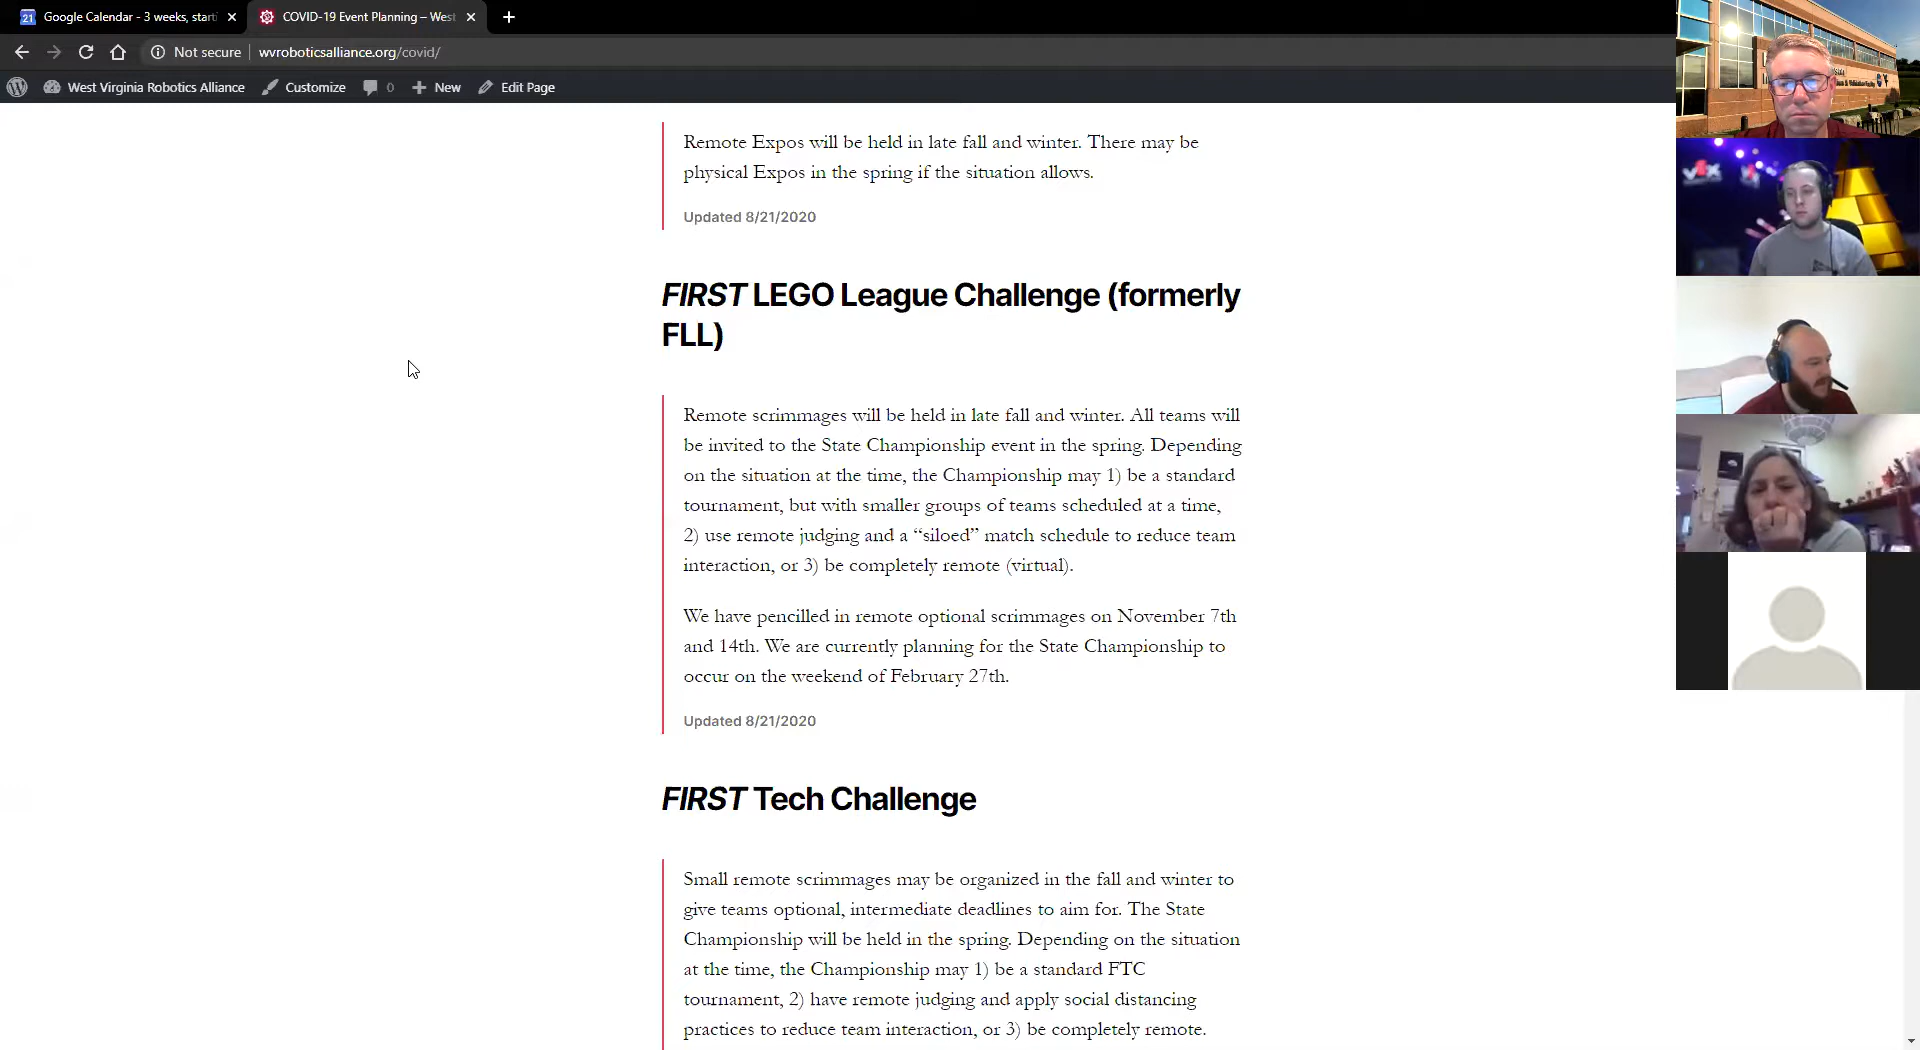 Google Calendar - 3 weeks, start
COVID-19 Event Planning – West
Not secure
wvroboticsalliance.org/covid/
West Virginia Robotics Alliance
Customize
0
New
Edit Page
Remote Expos will be held in late fall and winter. There may be
physical Expos in the spring if the situation allows.
Updated 8/21/2020
FIRST LEGO League Challenge (formerly
FLL)
Remote scrimmages will be held in late fall and winter. All teams will
be invited to the State Championship event in the spring. Depending
on the situation at the time, the Championship may 1) be a standard
tournament, but with smaller groups of teams scheduled at a time,
2) use remote judging and a “siloed” match schedule to reduce team
interaction, or 3) be completely remote (virtual).
We have pencilled in remote optional scrimmages on November 7th
and 14th. We are currently planning for the State Championship to
occur on the weekend of February 27th.
Updated 8/21/2020
FIRST Tech Challenge
Small remote scrimmages may be organized in the fall and winter to
give teams optional, intermediate deadlines to aim for. The State
Championship will be held in the spring. Depending on the situation
at the time, the Championship may 1) be a standard FTC
tournament, 2) have remote judging and apply social distancing
practices to reduce team interaction, or 3) be completely remote.